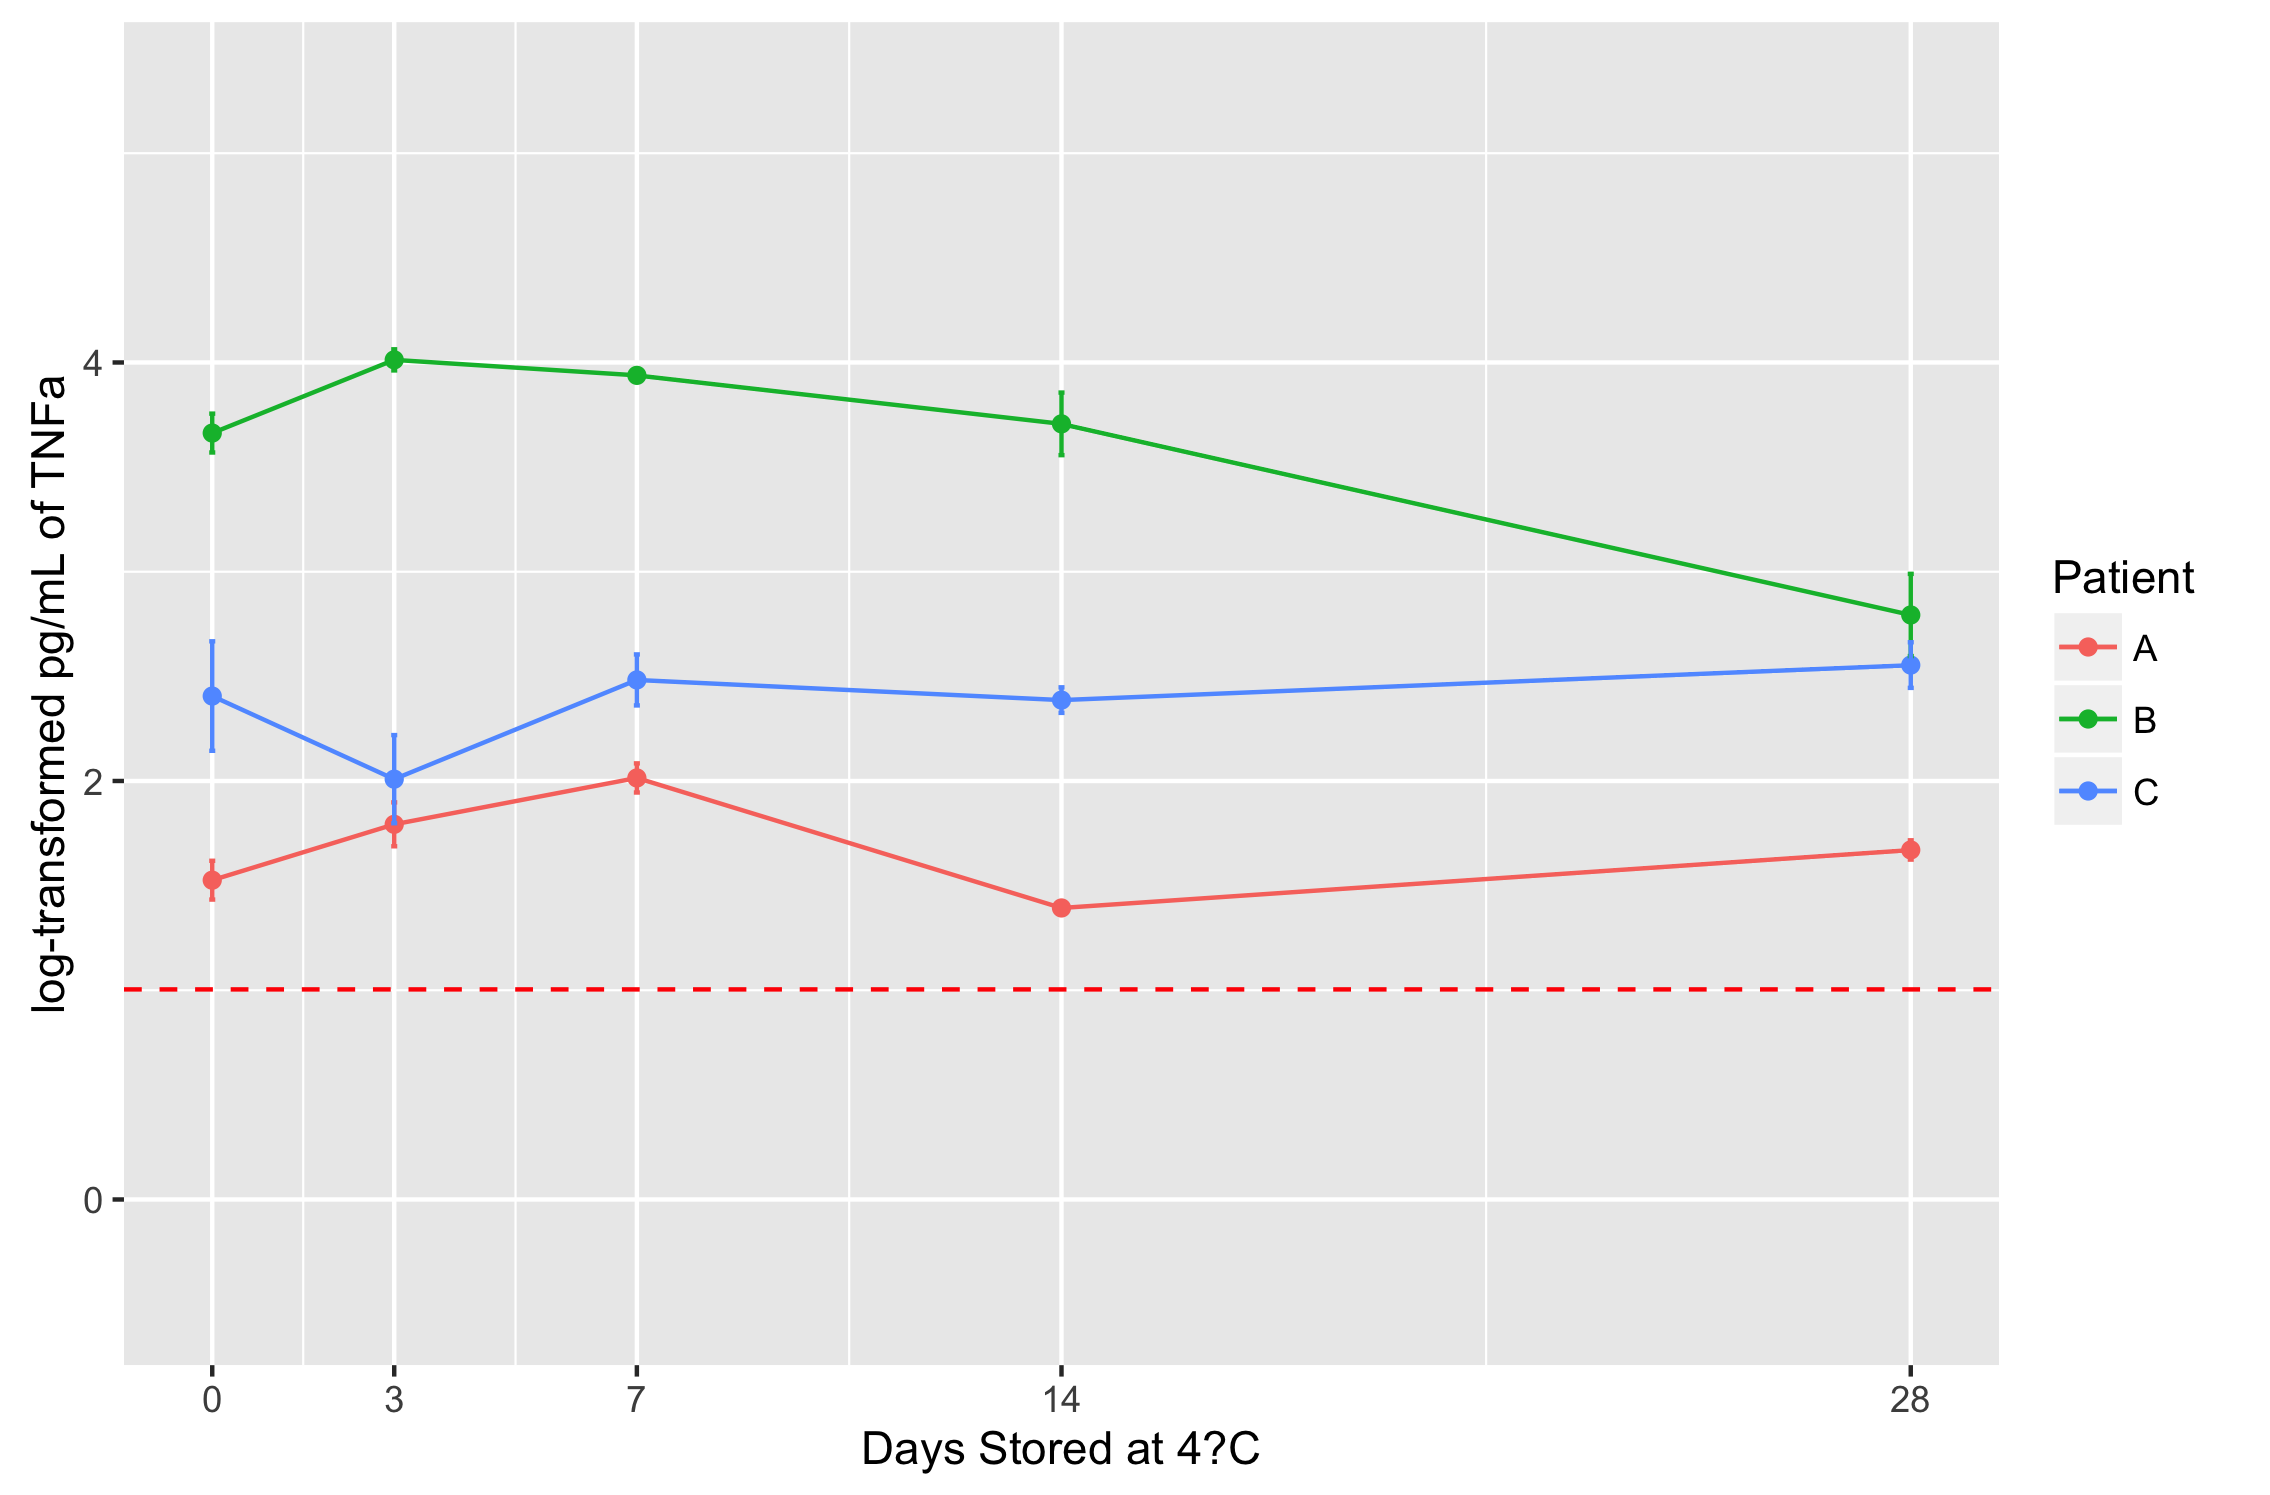 log-transformed pg/mL of TNFa
4
2
0
0 3 7 14 28
Days Stored at 4?C
Patient
A
B
C